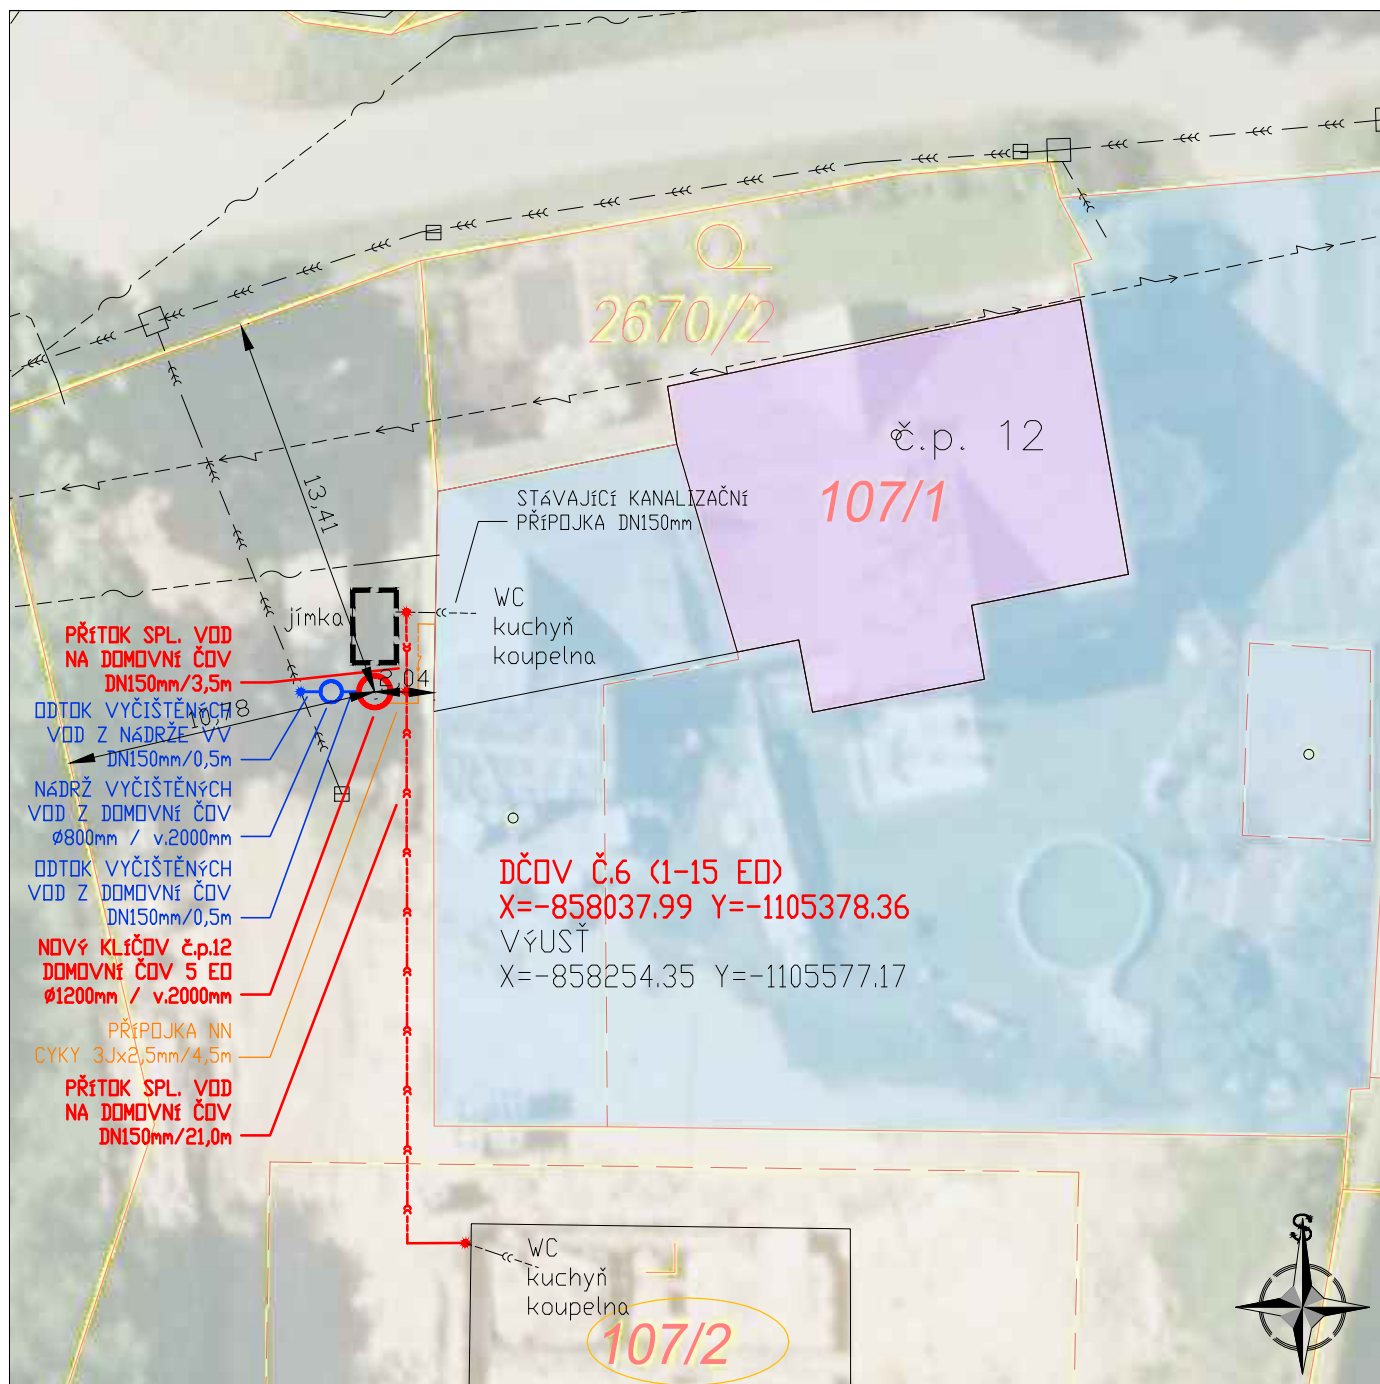 2670/2
č.p. 12
107/1
13,41
STÁVAJÍCÍ KANALIZAČNÍ
PŘÍPOJKA DN150mm
jímka
WC
kuchyň
koupelna
PŘÍTOK SPL. VOD
NA DOMOVNÍ ČOV
DN150mm/3,5m
2,04
10,78
ODTOK VYČIŠTĚNÝCH
VOD Z NÁDRŽE VV
DN150mm/0,5m
NÁDRŽ VYČIŠTĚNÝCH
VOD Z DOMOVNÍ ČOV
Ø800mm / v.2000mm
ODTOK VYČIŠTĚNÝCH
VOD Z DOMOVNÍ ČOV
DN150mm/0,5m
NOVÝ KLÍČOV č.p.12
DOMOVNÍ ČOV 5 EO
Ø1200mm / v.2000mm
PŘÍPOJKA NN
CYKY 3Jx2,5mm/4,5m
PŘÍTOK SPL. VOD
NA DOMOVNÍ ČOV
DN150mm/21,0m
DČOV Č.6 (1-15 EO)
X=-858037.99 Y=-1105378.36
VÝUSŤ
X=-858254.35 Y=-1105577.17
WC
kuchyň
koupelna
107/2
S